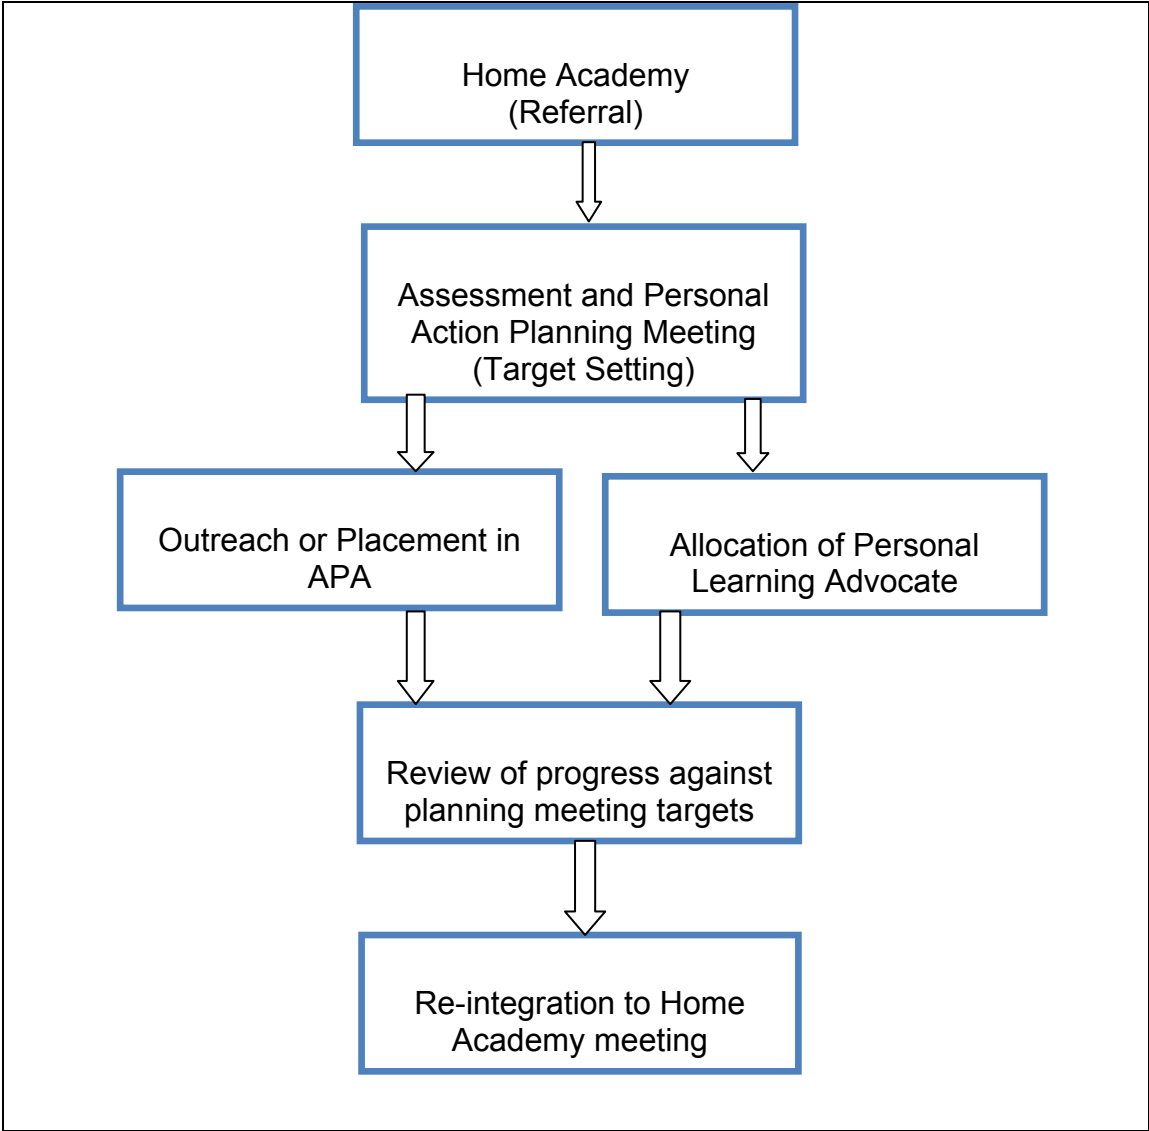 Home Academy
(Referral)
Assessment and Personal
Action Planning Meeting
(Target Setting)
Outreach or Placement in
APA
Allocation of Personal
Learning Advocate
Review of progress against
planning meeting targets
Re-integration to Home
Academy meeting